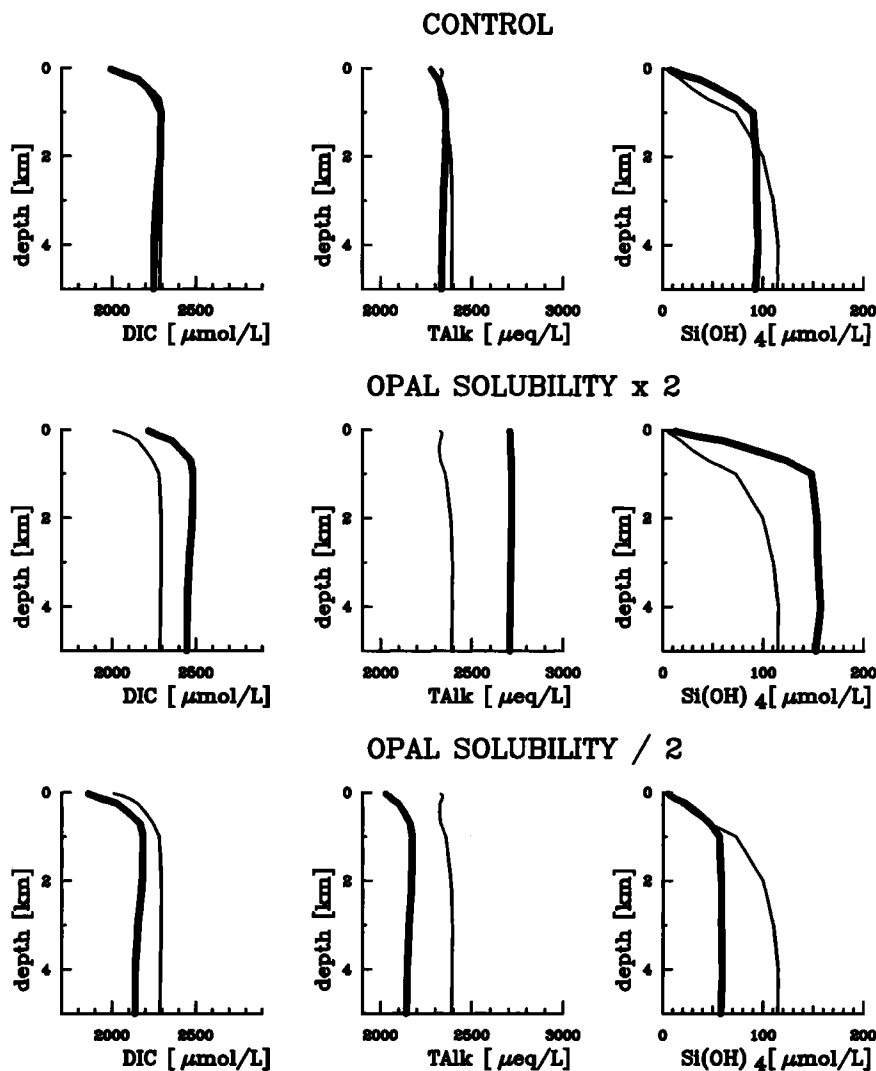 CONTROL
0
2
4
depth [km]
2000 2500
DIC [ μmol/L]
0
2
4
depth [km]
2000 2500 3000
TAlk [ μeq/L]
0
2
4
depth [km]
0 100 200
Si(OH) 4[ μmol/L]
OPAL SOLUBILITY x 2
0
2
4
depth [km]
2000 2500
DIC [ μmol/L]
0
2
4
depth [km]
2000 2500 3000
TAlk [ μeq/L]
0
2
4
depth [km]
0 100 200
Si(OH) 4[ μmol/L]
OPAL SOLUBILITY / 2
0
2
4
depth [km]
2000 2500
DIC [ μmol/L]
0
2
4
depth [km]
2000 2500 3000
TAlk [ μeq/L]
0
2
4
depth [km]
0 100 200
Si(OH) 4[ μmol/L]